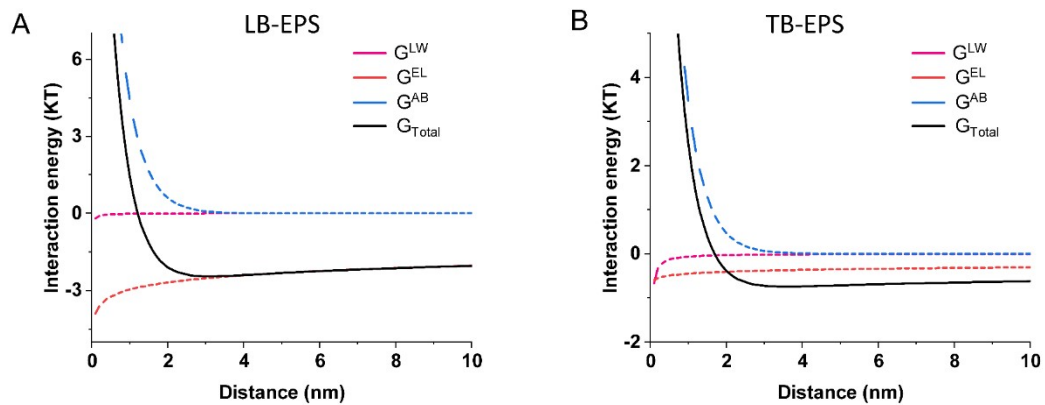 A
LB-EPS
Interaction energy (KT)
6
3
0
-3
G^LW
G^EL
G^AB
G_Total
0
2
4
6
8
10
Distance (nm)
B
TB-EPS
Interaction energy (KT)
4
2
0
-2
G^LW
G^EL
G^AB
G_Total
0
2
4
6
8
10
Distance (nm)